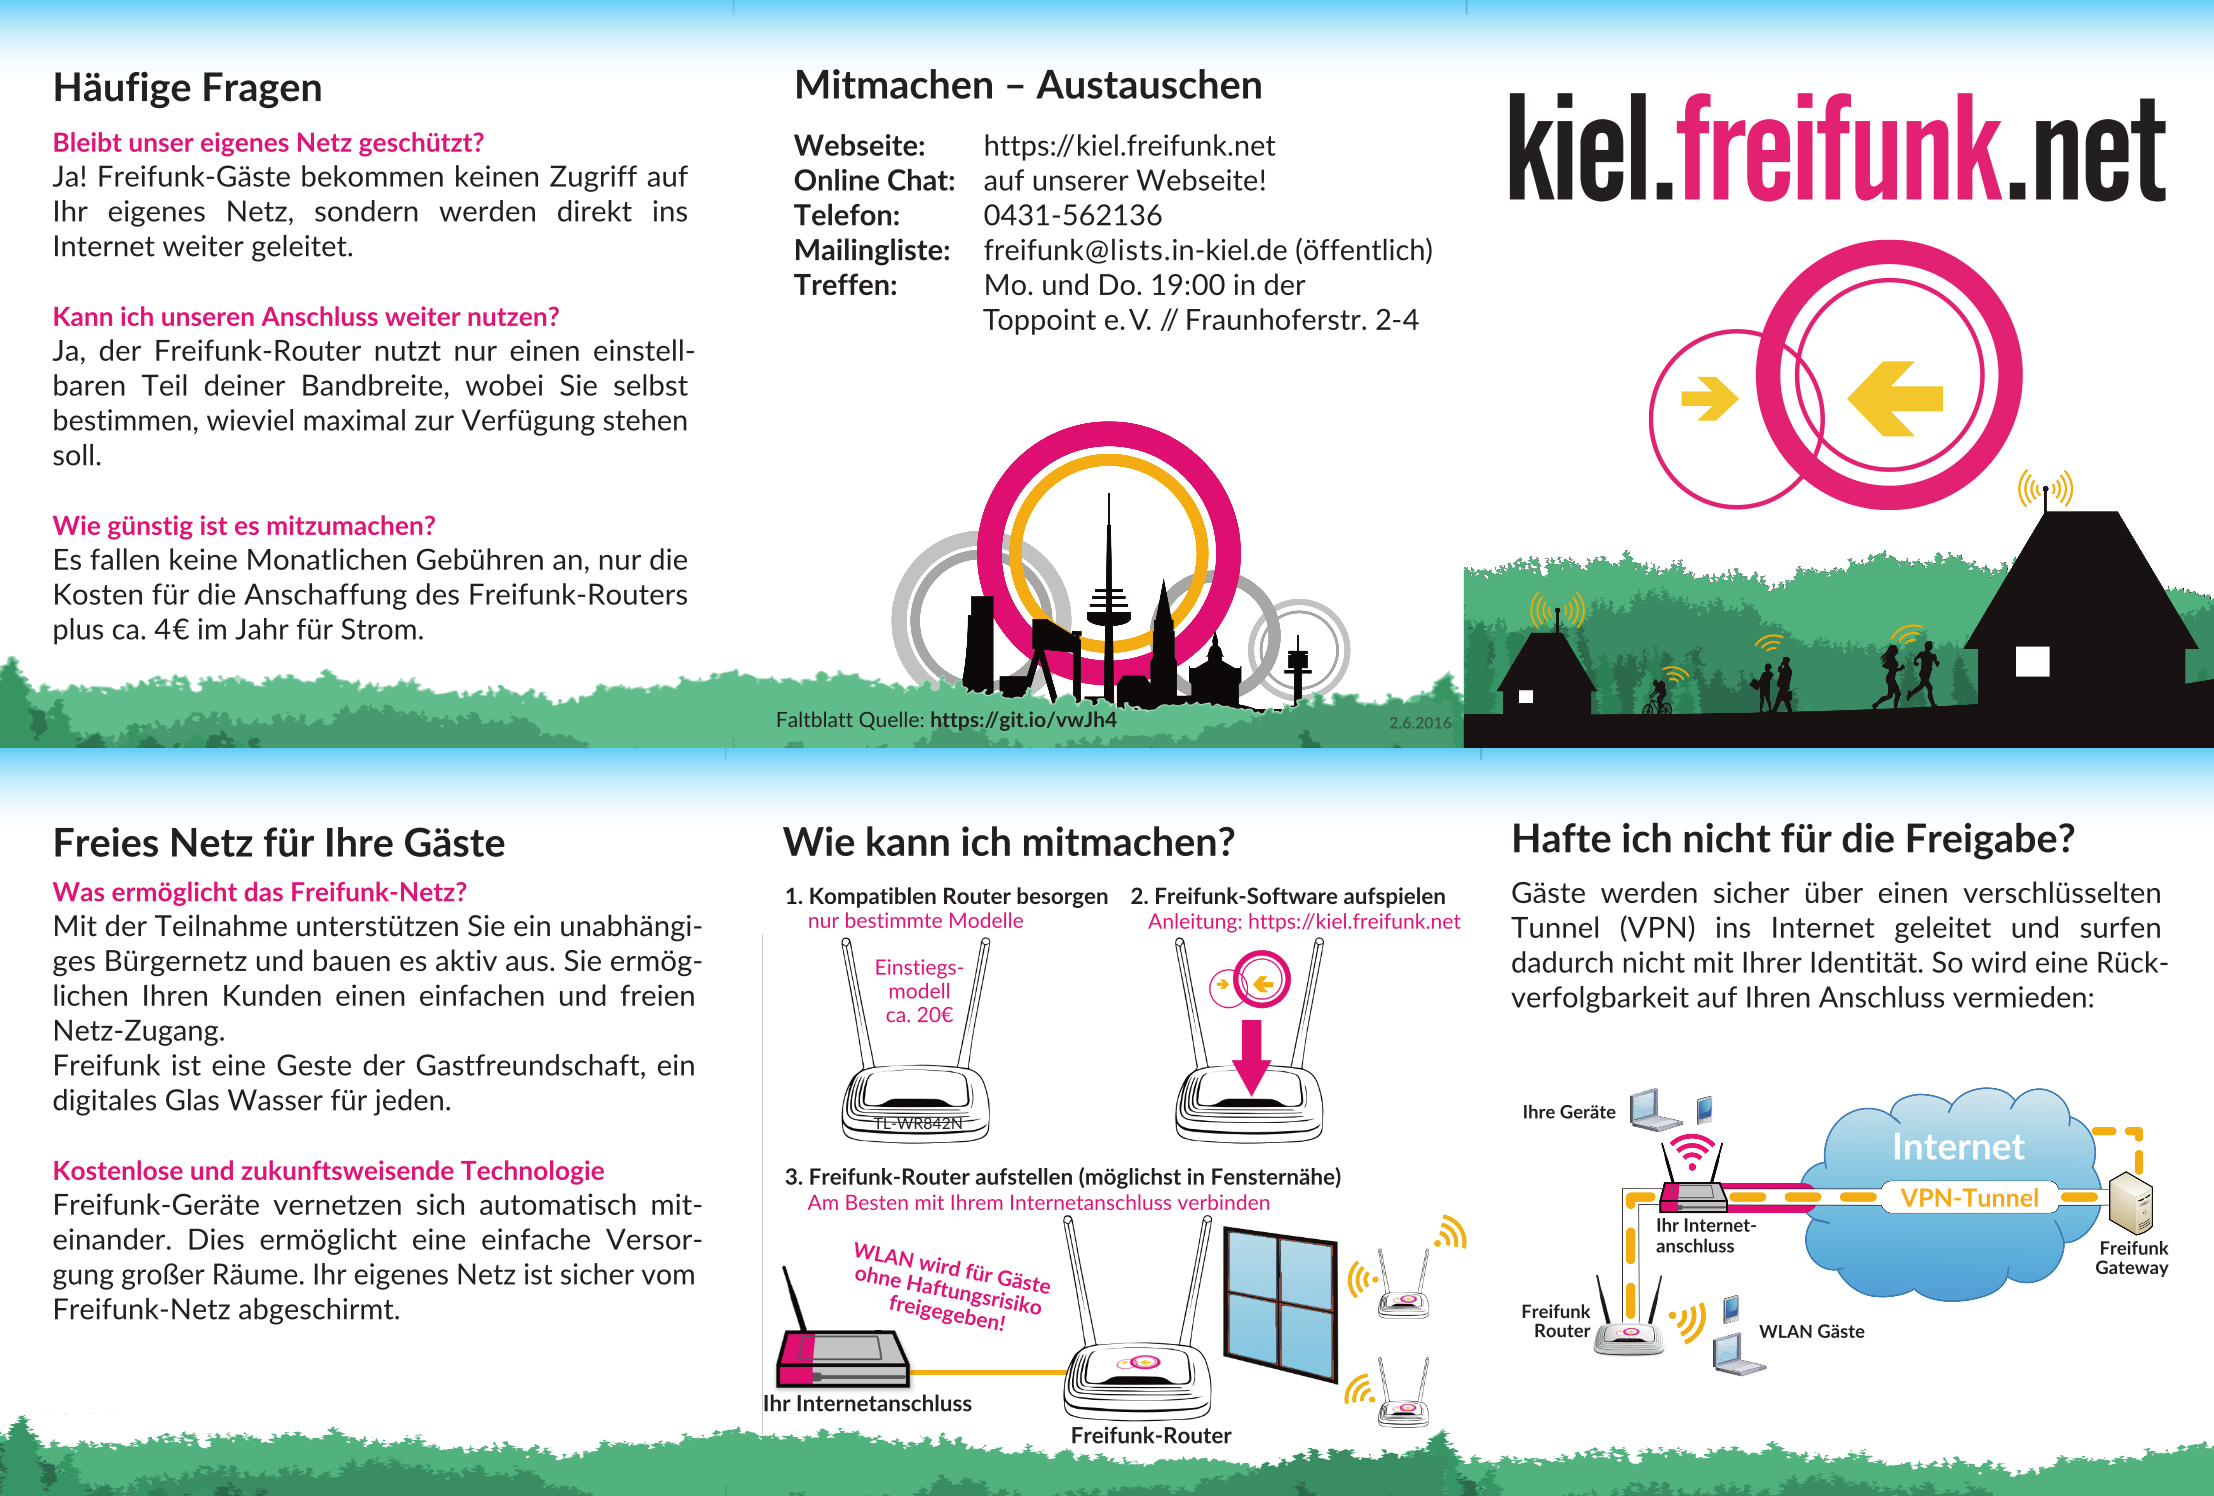 Häufige Fragen
Bleibt unser eigenes Netz geschützt?
Ja! Freifunk-Gäste bekommen keinen Zugriff auf
Ihr eigenes Netz, sondern werden direkt ins
Internet weiter geleitet.
Kann ich unseren Anschluss weiter nutzen?
Ja, der Freifunk-Router nutzt nur einen einstell-
baren Teil deiner Bandbreite, wobei Sie selbst
bestimmen, wieviel maximal zur Verfügung stehen
soll.
Wie günstig ist es mitzumachen?
Es fallen keine Monatlichen Gebühren an, nur die
Kosten für die Anschaffung des Freifunk-Routers
plus ca. 4€ im Jahr für Strom.
Mitmachen – Austauschen
Webseite: https://kiel.freifunk.net
Online Chat: auf unserer Webseite!
Telefon: 0431-562136
Mailingliste: freifunk@lists.in-kiel.de (öffentlich)
Treffen: Mo. und Do. 19:00 in der
Toppoint e.V. // Fraunhoferstr. 2-4
Faltblatt Quelle: https://git.io/vwJh4
2.6.2016
kiel.freifunk.net
Freies Netz für Ihre Gäste
Was ermöglicht das Freifunk-Netz?
Mit der Teilnahme unterstützen Sie ein unabhängi-
ges Bürgernetz und bauen es aktiv aus. Sie ermög-
lichen Ihren Kunden einen einfachen und freien
Netz-Zugang.
Freifunk ist eine Geste der Gastfreundschaft, ein
digitales Glas Wasser für jeden.
Kostenlose und zukunftsweisende Technologie
Freifunk-Geräte vernetzen sich automatisch mit-
einander. Dies ermöglicht eine einfache Versor-
gung großer Räume. Ihr eigenes Netz ist sicher vom
Freifunk-Netz abgeschirmt.
Wie kann ich mitmachen?
1. Kompatiblen Router besorgen
nur bestimmte Modelle
Einstiegs-
modell
ca. 20€
TL-WR842N
2. Freifunk-Software aufspielen
Anleitung: https://kiel.freifunk.net
3. Freifunk-Router aufstellen (möglichst in Fensternähe)
Am Besten mit Ihrem Internetanschluss verbinden
WLAN wird für Gäste
ohne Haftungsrisiko
freigegeben!
Ihr Internetanschluss
Freifunk-Router
Hafte ich nicht für die Freigabe?
Gäste werden sicher über einen verschlüsselten
Tunnel (VPN) ins Internet geleitet und surfen
dadurch nicht mit Ihrer Identität. So wird eine Rück-
verfolgbarkeit auf Ihren Anschluss vermieden:
Ihre Geräte
Internet
VPN-Tunnel
Ihr Internet-
anschluss
Freifunk
Gateway
Freifunk
Router
WLAN Gäste